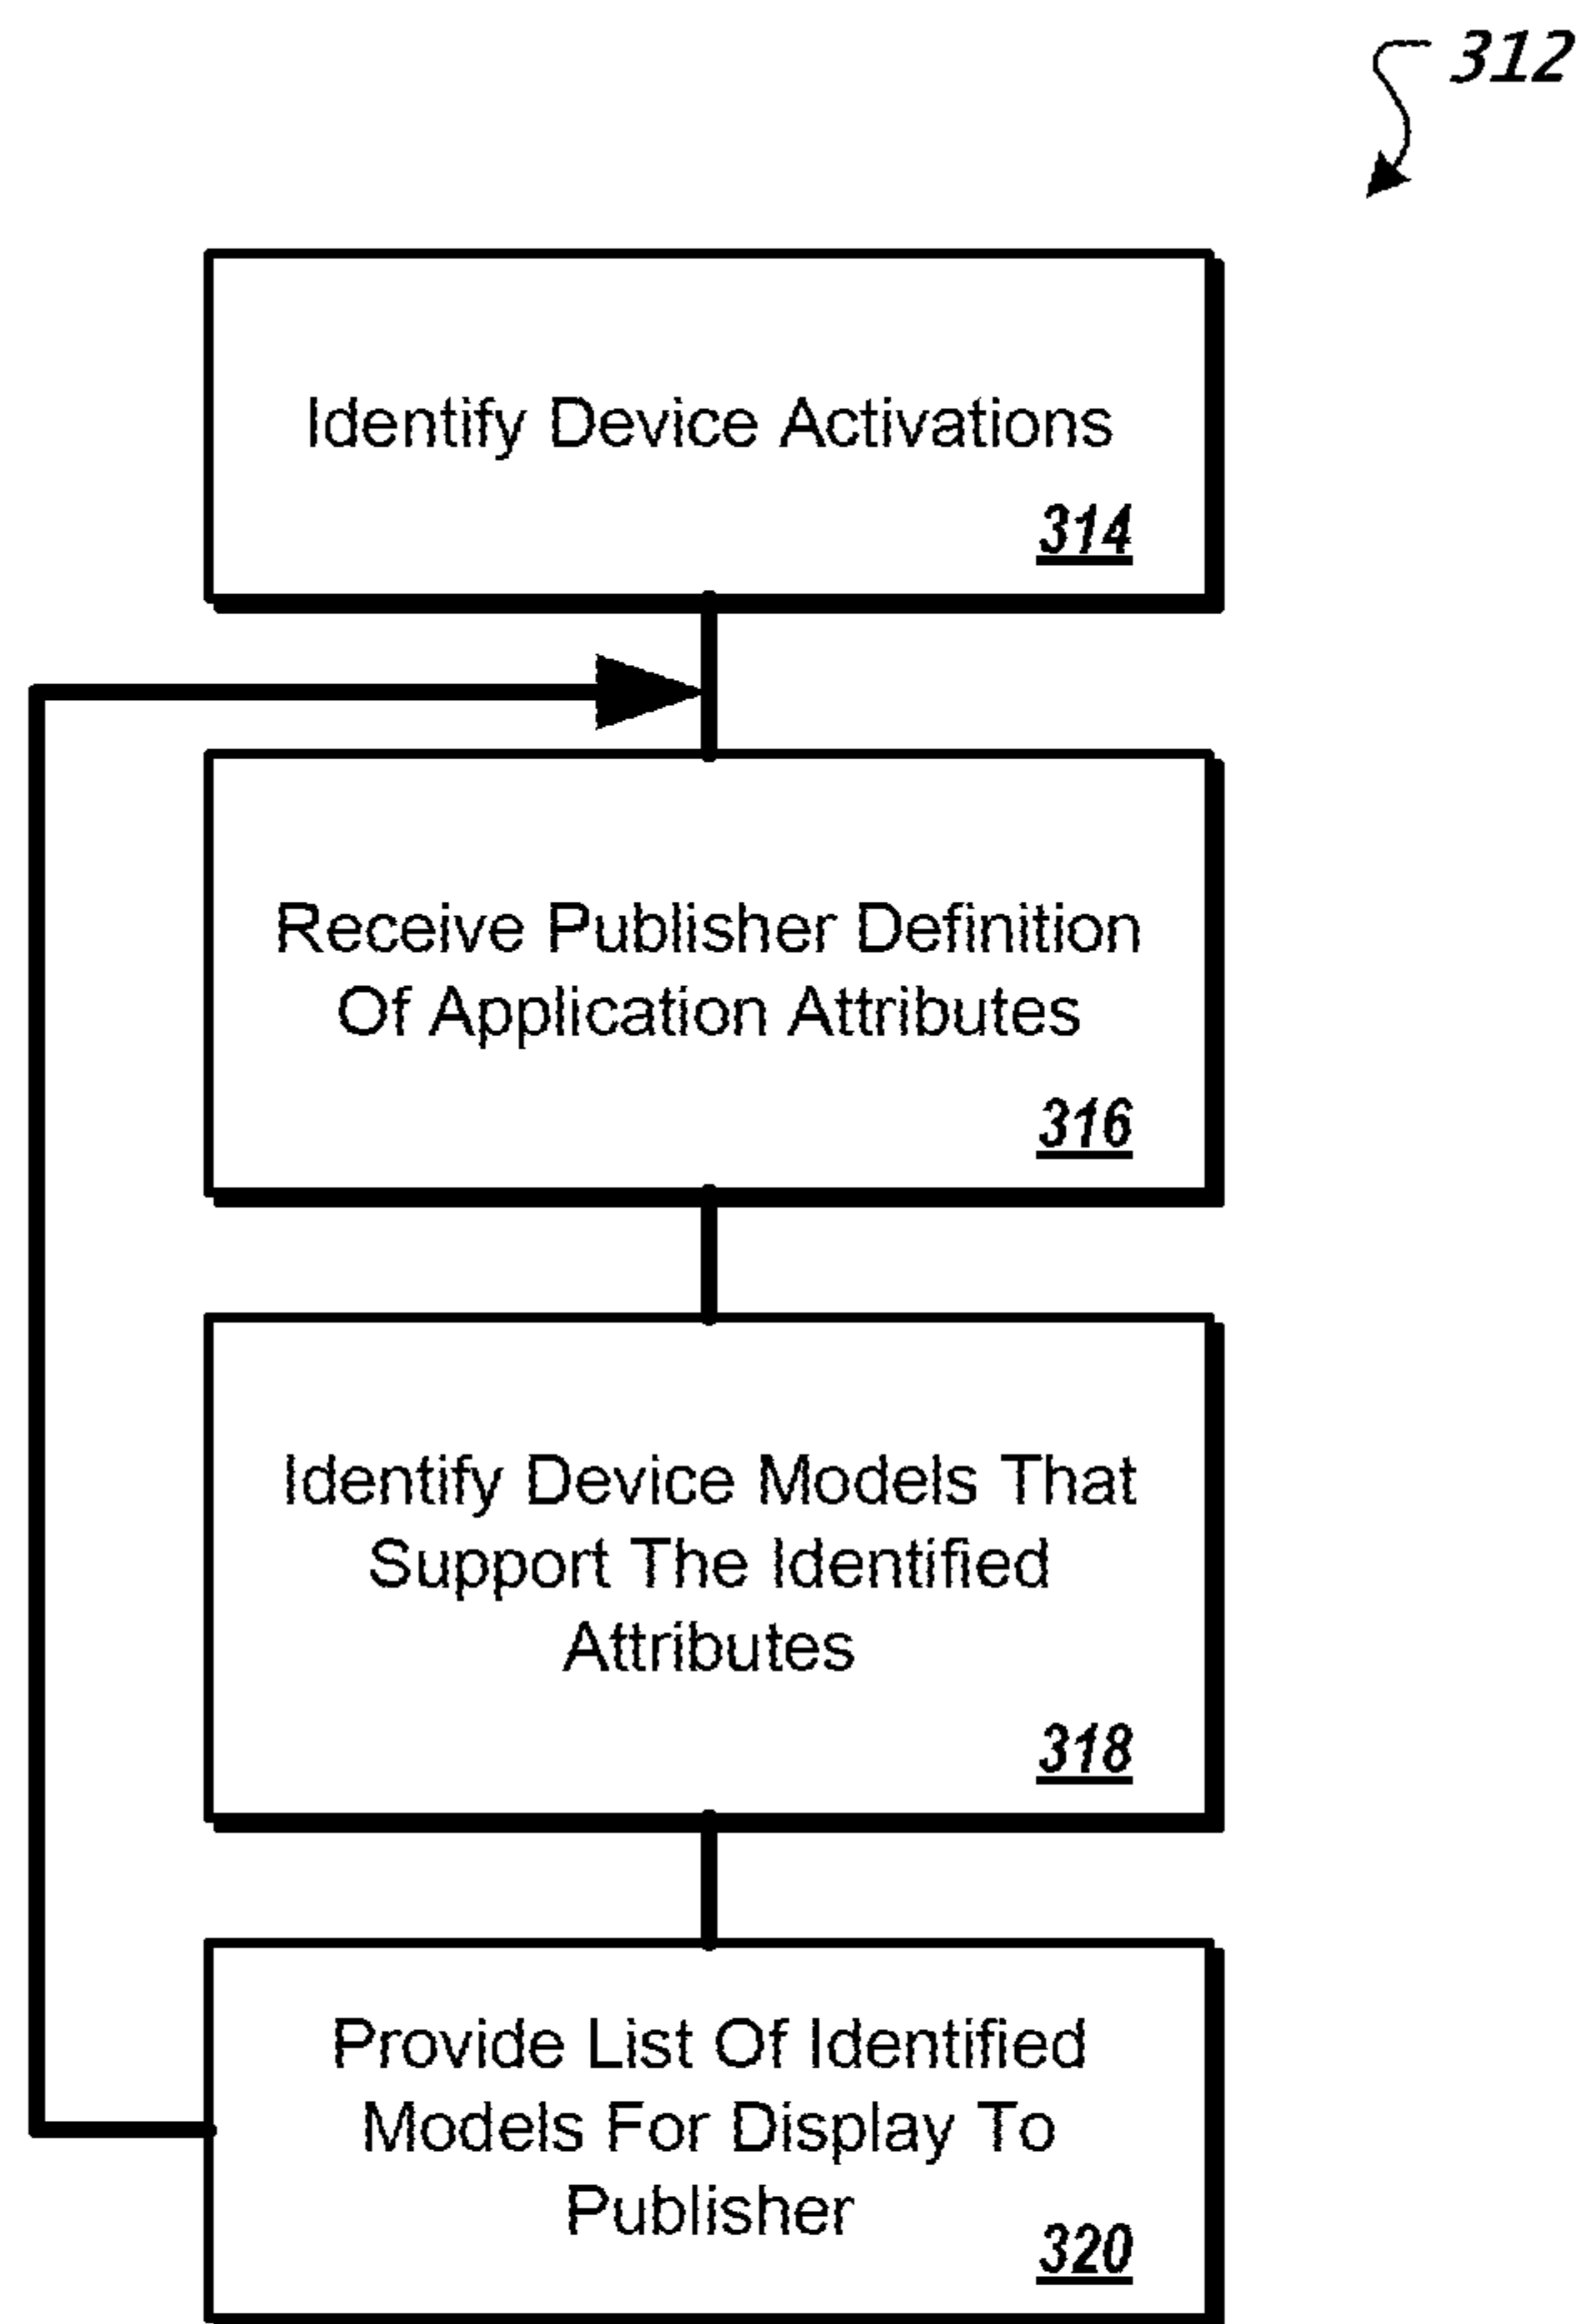 312
Identify Device Activations
314
Receive Publisher Definition
Of Application Attributes
316
Identify Device Models That
Support The Identified
Attributes
318
Provide List Of Identified
Models For Display To
Publisher
320